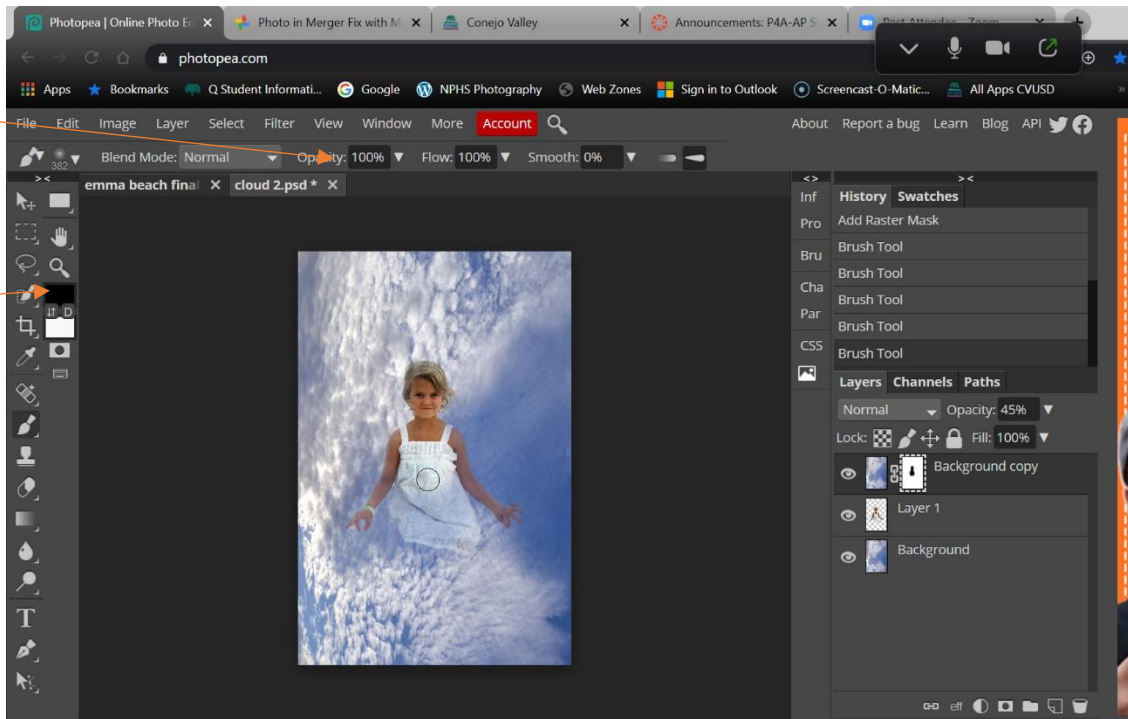 Photopea | Online Photo Ed
Photo in Merger Fix with M
Conejo Valley
Announcements: P4A-AP S
Past Attendee - Zoom
photopea.com
Apps Bookmarks Q Student Informati... Google NPHS Photography Web Zones Sign in to Outlook Screencast-O-Matic... All Apps CVUSD »
File Edit Image Layer Select Filter View Window More Account About Report a bug Learn Blog API
382 Blend Mode: Normal Opacity: 100% Flow: 100% Smooth: 0%
emma beach final cloud 2.psd *
Inf
Pro
Bru
Cha
Par
CSS
History Swatches
Add Raster Mask
Brush Tool
Brush Tool
Brush Tool
Brush Tool
Brush Tool
Layers Channels Paths
Normal Opacity: 45%
Lock: Fill: 100%
Background copy
Layer 1
Background
D
T
eff